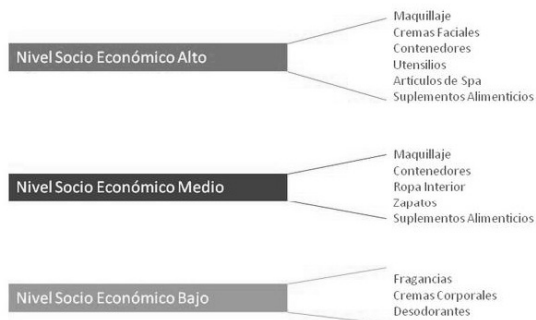 Nivel Socio Económico Alto
Maquillaje
Cremas Faciales
Contenedores
Utensilios
Artículos de Spa
Suplementos Alimenticios
Nivel Socio Económico Medio
Maquillaje
Contenedores
Ropa Interior
Zapatos
Suplementos Alimenticios
Nivel Socio Económico Bajo
Fragancias
Cremas Corporales
Desodorantes